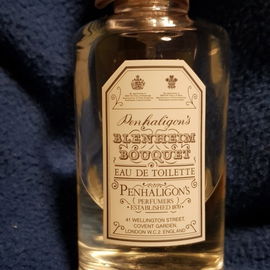 Penhaligon's
BLENHEIM
BOUQUET
EAU DE TOILETTE
PENHALIGON'S
(PERFUMERS)
• ESTABLISHED 1870 •
41 WELLINGTON STREET,
COVENT GARDEN,
LONDON W.C.2. ENGLAND.